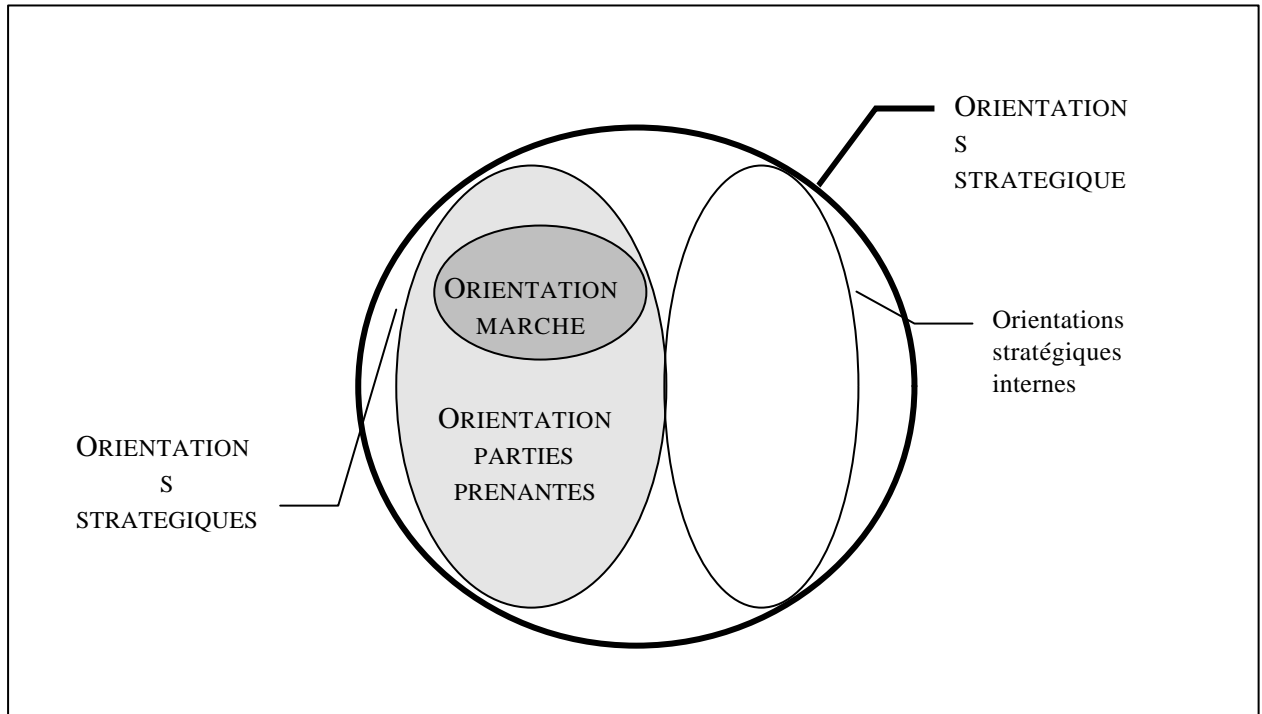 ORIENTATION
S
STRATEGIQUE
ORIENTATION
MARCHE
Orientations
stratégiques
internes
ORIENTATION
PARTIES
PRENANTES
ORIENTATION
S
STRATEGIQUES